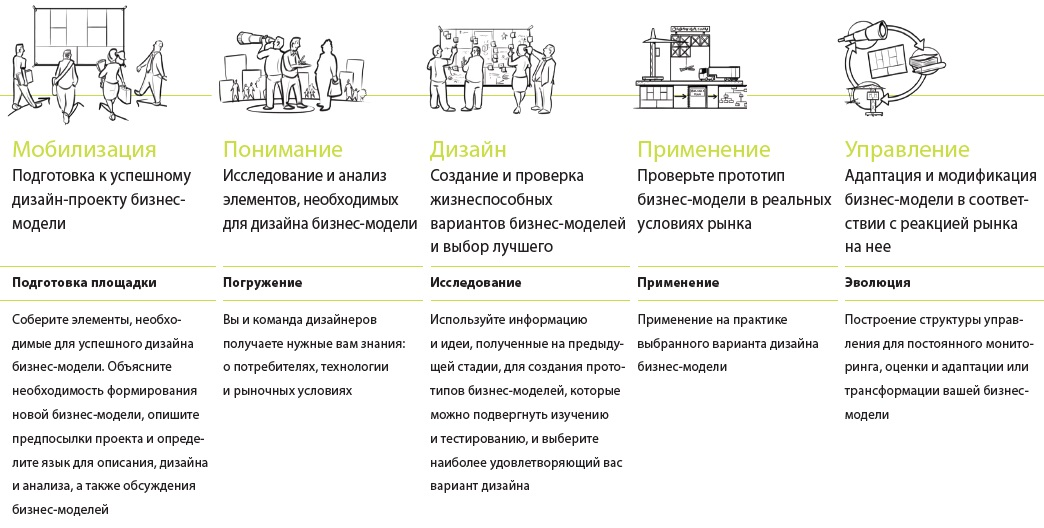 Мобилизация
Подготовка к успешному
дизайн-проекту бизнес-
модели
Подготовка площадки
Соберите элементы, необхо-
димые для успешного дизайна
бизнес-модели. Объясните
необходимость формирования
новой бизнес-модели, опишите
предпосылки проекта и опреде-
лите язык для описания, дизайна
и анализа, а также обсуждения
бизнес-моделей
Понимание
Исследование и анализ
элементов, необходимых
для дизайна бизнес-модели
Погружение
Вы и команда дизайнеров
получаете нужные вам знания:
о потребителях, технологии
и рыночных условиях
Дизайн
Создание и проверка
жизнеспособных
вариантов бизнес-моделей
и выбор лучшего
Исследование
Используйте информацию
и идеи, полученные на предыду-
щей стадии, для создания прото-
типов бизнес-моделей, которые
можно подвергнуть изучению
и тестированию, и выберите
наиболее удовлетворяющий вас
вариант дизайна
Применение
Проверьте прототип
бизнес-модели в реальных
условиях рынка
Применение
Применение на практике
выбранного варианта дизайна
бизнес-модели
Управление
Адаптация и модификация
бизнес-модели в соответ-
ствии с реакцией рынка
на нее
Эволюция
Построение структуры управ-
ления для постоянного монито-
ринга, оценки и адаптации или
трансформации вашей бизнес-
модели